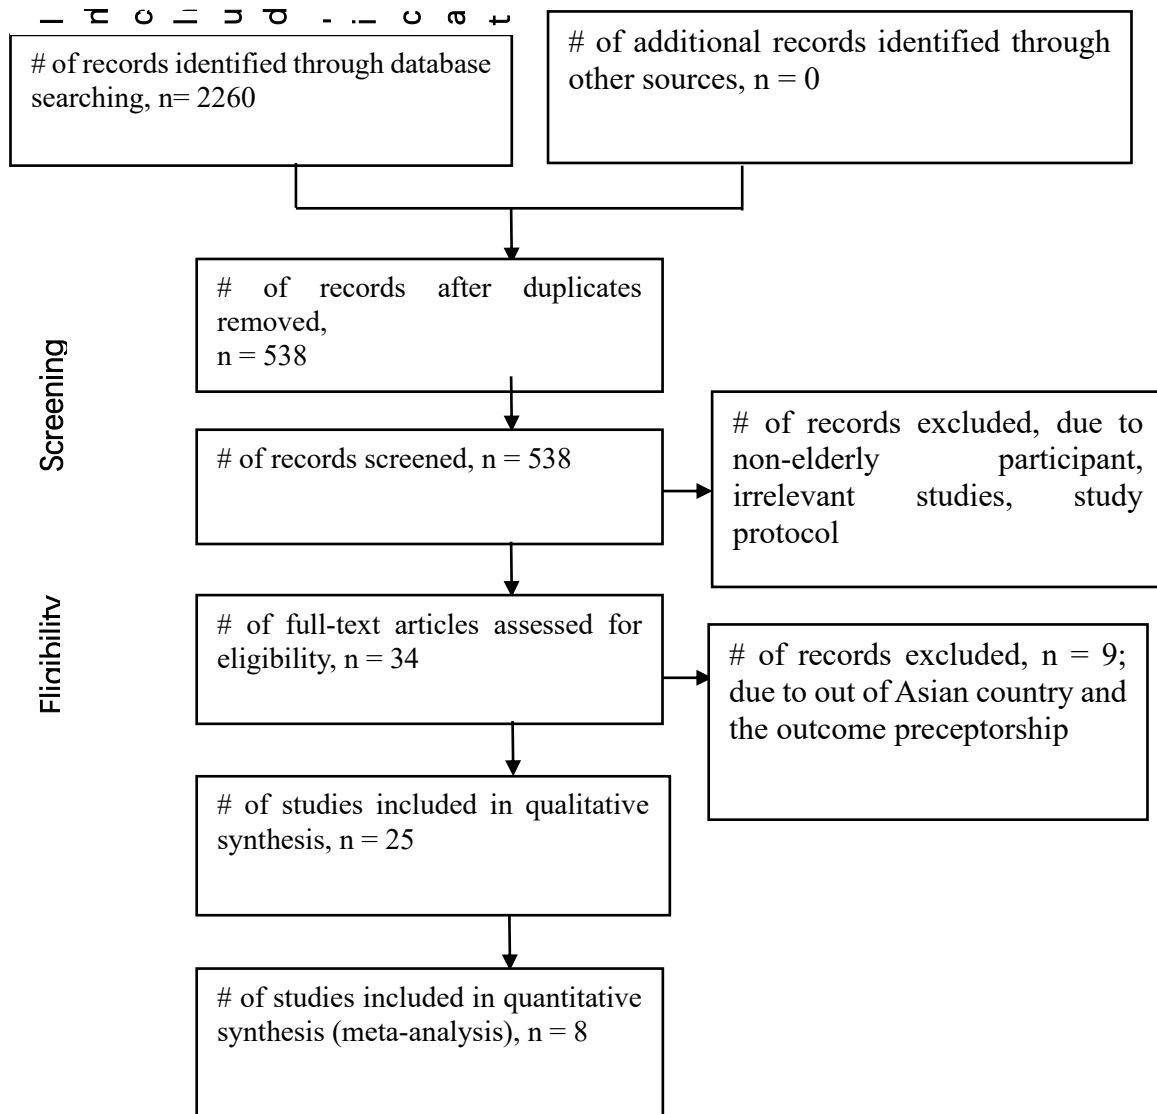 # of records identified through database
searching, n= 2260
# of additional records identified through
other sources, n = 0
# of records after duplicates
removed,
n = 538
Screening
# of records screened, n = 538
# of records excluded, due to
non-elderly participant,
irrelevant studies, study
protocol
Eligibility
# of full-text articles assessed for
eligibility, n = 34
# of records excluded, n = 9;
due to out of Asian country and
the outcome preceptorship
# of studies included in qualitative
synthesis, n = 25
# of studies included in quantitative
synthesis (meta-analysis), n = 8